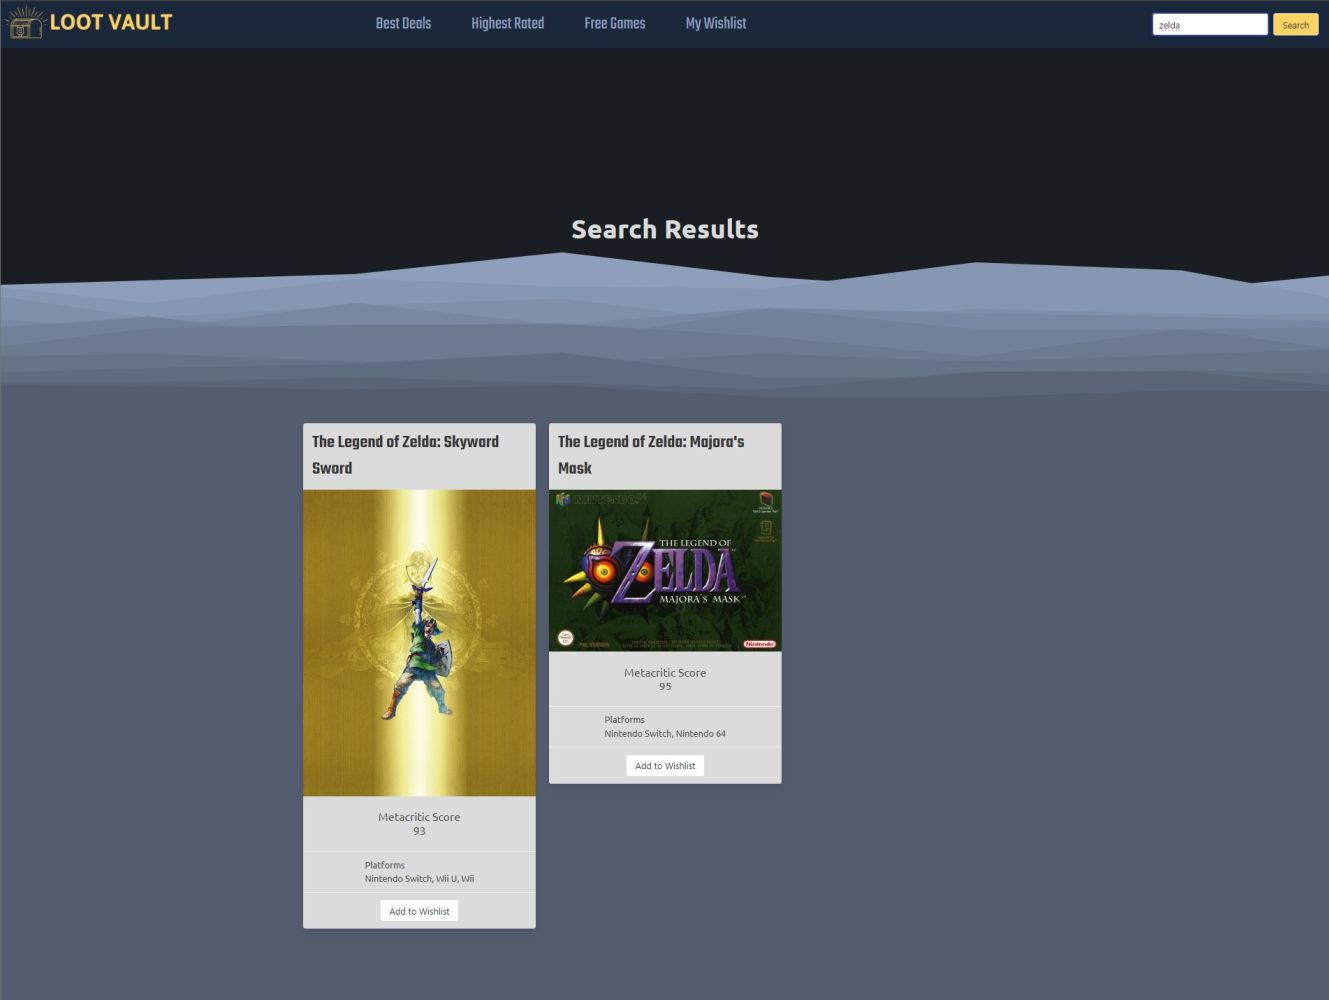 LOOT VAULT
Best Deals
Highest Rated
Free Games
My Wishlist
zelda
Search
Search Results
The Legend of Zelda: Skyward
Sword
Metacritic Score
93
Platforms
Nintendo Switch, Wii U, Wii
Add to Wishlist
The Legend of Zelda: Majora's
Mask
NINTENDO 64
THE LEGEND OF
ZELDA
MAJORA'S MASK
PAL VERSION
Nintendo
Metacritic Score
95
Platforms
Nintendo Switch, Nintendo 64
Add to Wishlist